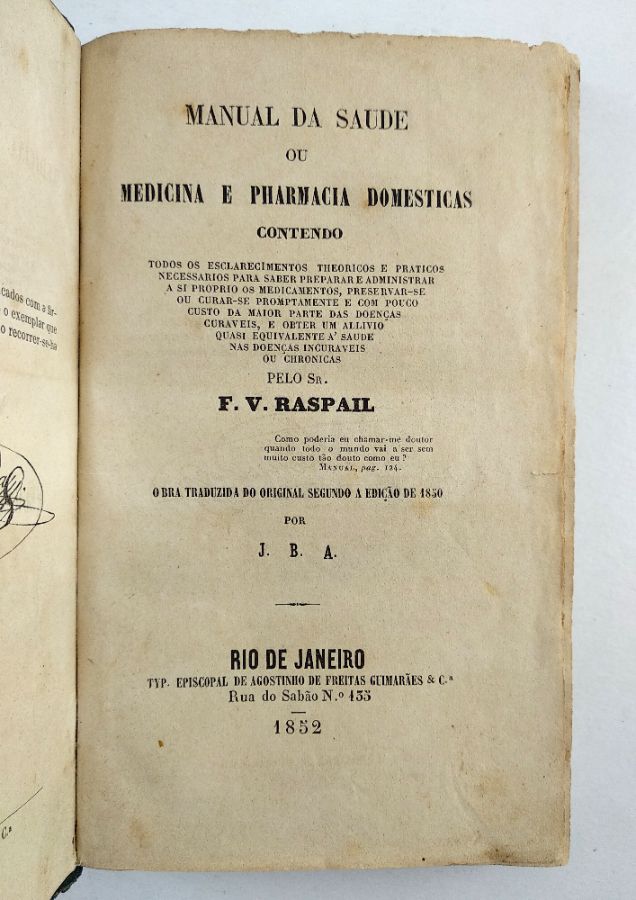 cados com a fir-
o exemplar que
o recorrer-se-ha
C.ª
MANUAL DA SAUDE
OU
MEDICINA E PHARMACIA DOMESTICAS
CONTENDO
TODOS OS ESCLARECIMENTOS THEORICOS E PRATICOS
NECESSARIOS PARA SABER PREPARAR E ADMINISTRAR
A SI PROPRIO OS MEDICAMENTOS, PRESERVAR-SE
OU CURAR-SE PROMPTAMENTE E COM POUCO
CUSTO DA MAIOR PARTE DAS DOENÇAS
CURAVEIS, E OBTER UM ALLIVIO
QUASI EQUIVALENTE A' SAUDE
NAS DOENÇAS INCURAVEIS
OU CHRONICAS
PELO SR.
F. V. RASPAIL
Como poderia eu chamar-me doutor
quando todo o mundo vai a ser sem
muito custo tão douto como eu?
MANUAL, pag. 124.
OBRA TRADUZIDA DO ORIGINAL SEGUNDO A EDIÇÃO DE 1850
POR
J. B. A.
RIO DE JANEIRO
TYP. EPISCOPAL DE AGOSTINHO DE FREITAS GUIMARÃES & C.ª
Rua do Sabão N.º 135
1852